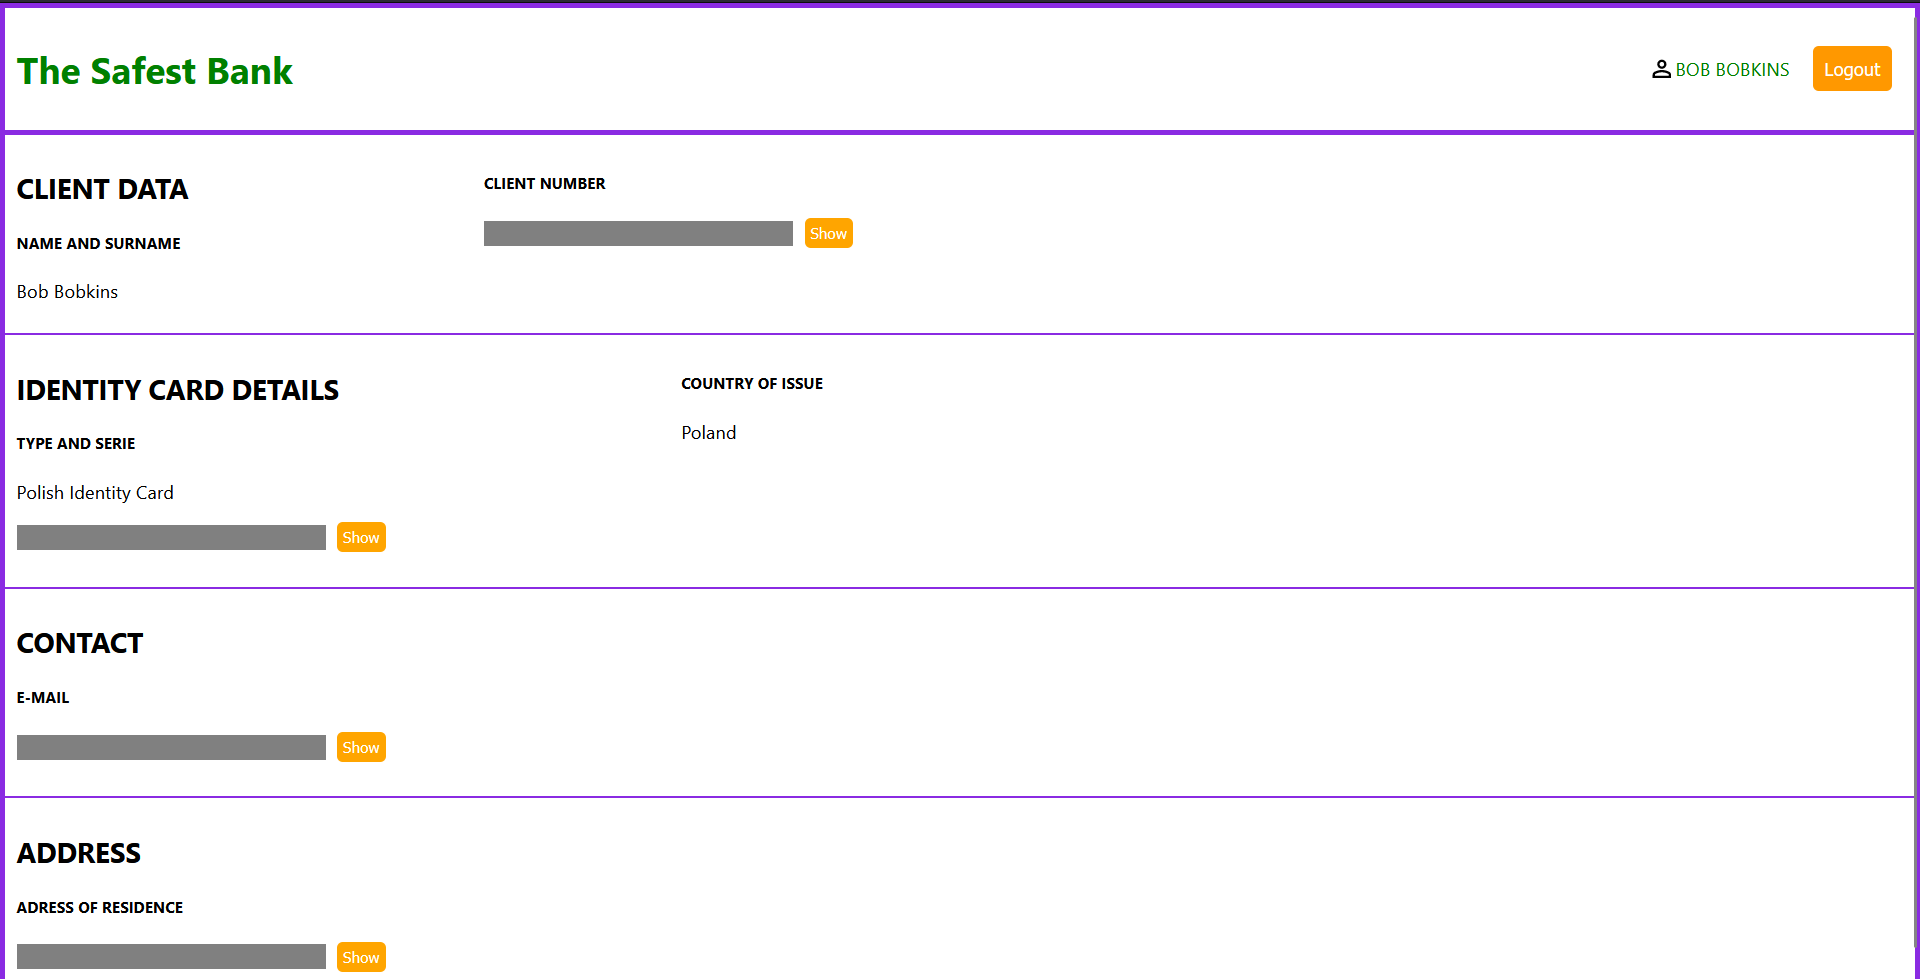 The Safest Bank
BOB BOBKINS
Logout
CLIENT DATA
NAME AND SURNAME
Bob Bobkins
CLIENT NUMBER
Show
IDENTITY CARD DETAILS
TYPE AND SERIE
Polish Identity Card
Show
COUNTRY OF ISSUE
Poland
CONTACT
E-MAIL
Show
ADDRESS
ADRESS OF RESIDENCE
Show